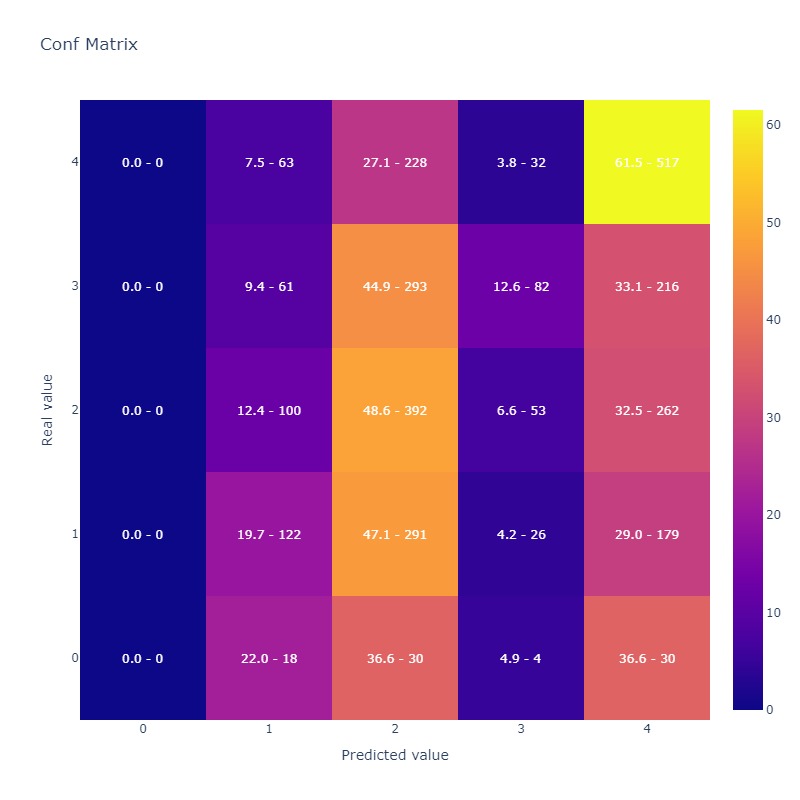 Conf Matrix
4 0.0 - 0 7.5 - 63 27.1 - 228 3.8 - 32 61.5 - 517
3 0.0 - 0 9.4 - 61 44.9 - 293 12.6 - 82 33.1 - 216
2 0.0 - 0 12.4 - 100 48.6 - 392 6.6 - 53 32.5 - 262
1 0.0 - 0 19.7 - 122 47.1 - 291 4.2 - 26 29.0 - 179
0 0.0 - 0 22.0 - 18 36.6 - 30 4.9 - 4 36.6 - 30
0 1 2 3 4
Predicted value
Real value
60
50
40
30
20
10
0